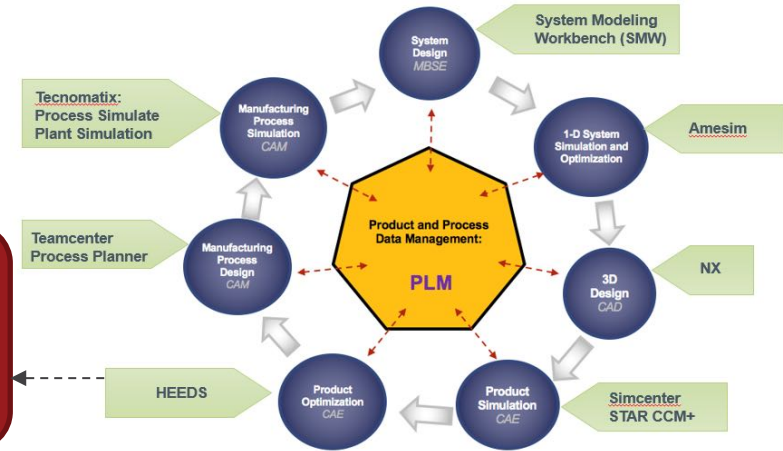 System Modeling
Workbench (SMW)
System
Design
MBSE
Tecnomatix:
Process Simulate
Plant Simulation
Manufacturing
Process
Simulation
CAM
1-D System
Simulation and
Optimization
Amesim
Product and Process
Data Management:
PLM
Teamcenter
Process Planner
Manufacturing
Process
Design
CAM
3D
Design
CAD
NX
HEEDS
Product
Optimization
CAE
Product
Simulation
CAE
Simcenter
STAR CCM+